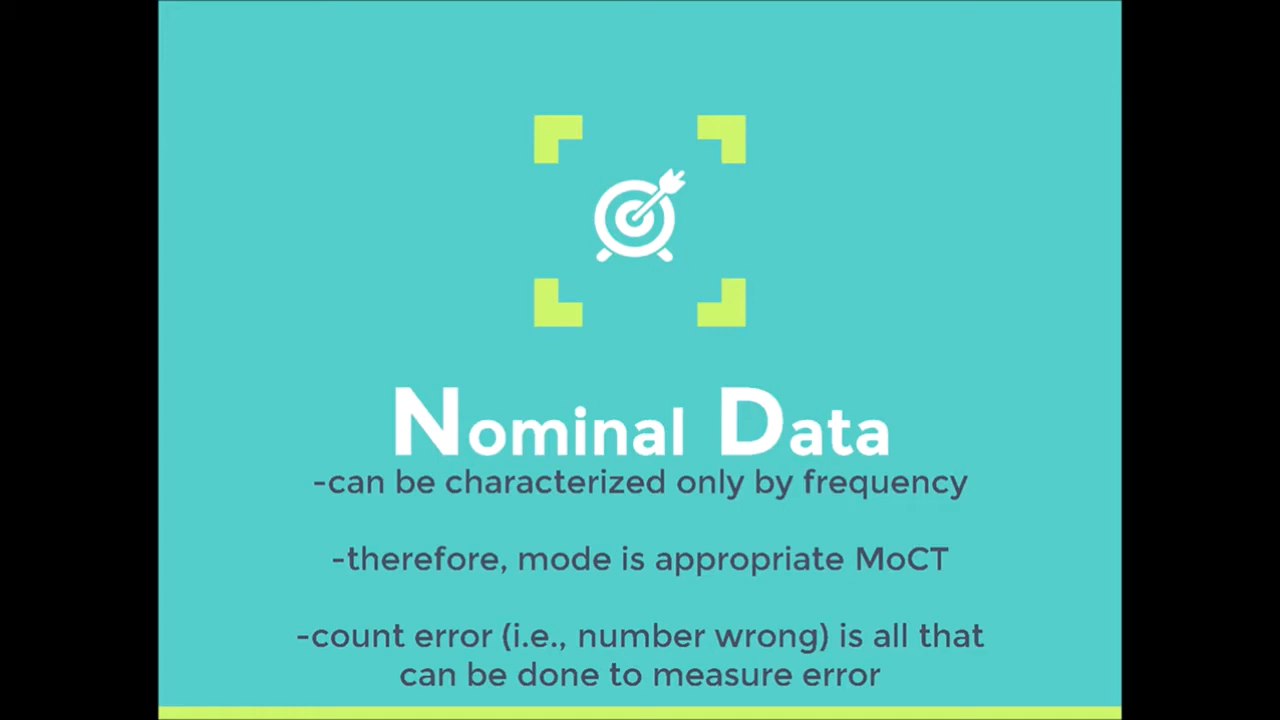 Nominal Data
-can be characterized only by frequency
-therefore, mode is appropriate MoCT
-count error (i.e., number wrong) is all that
can be done to measure error